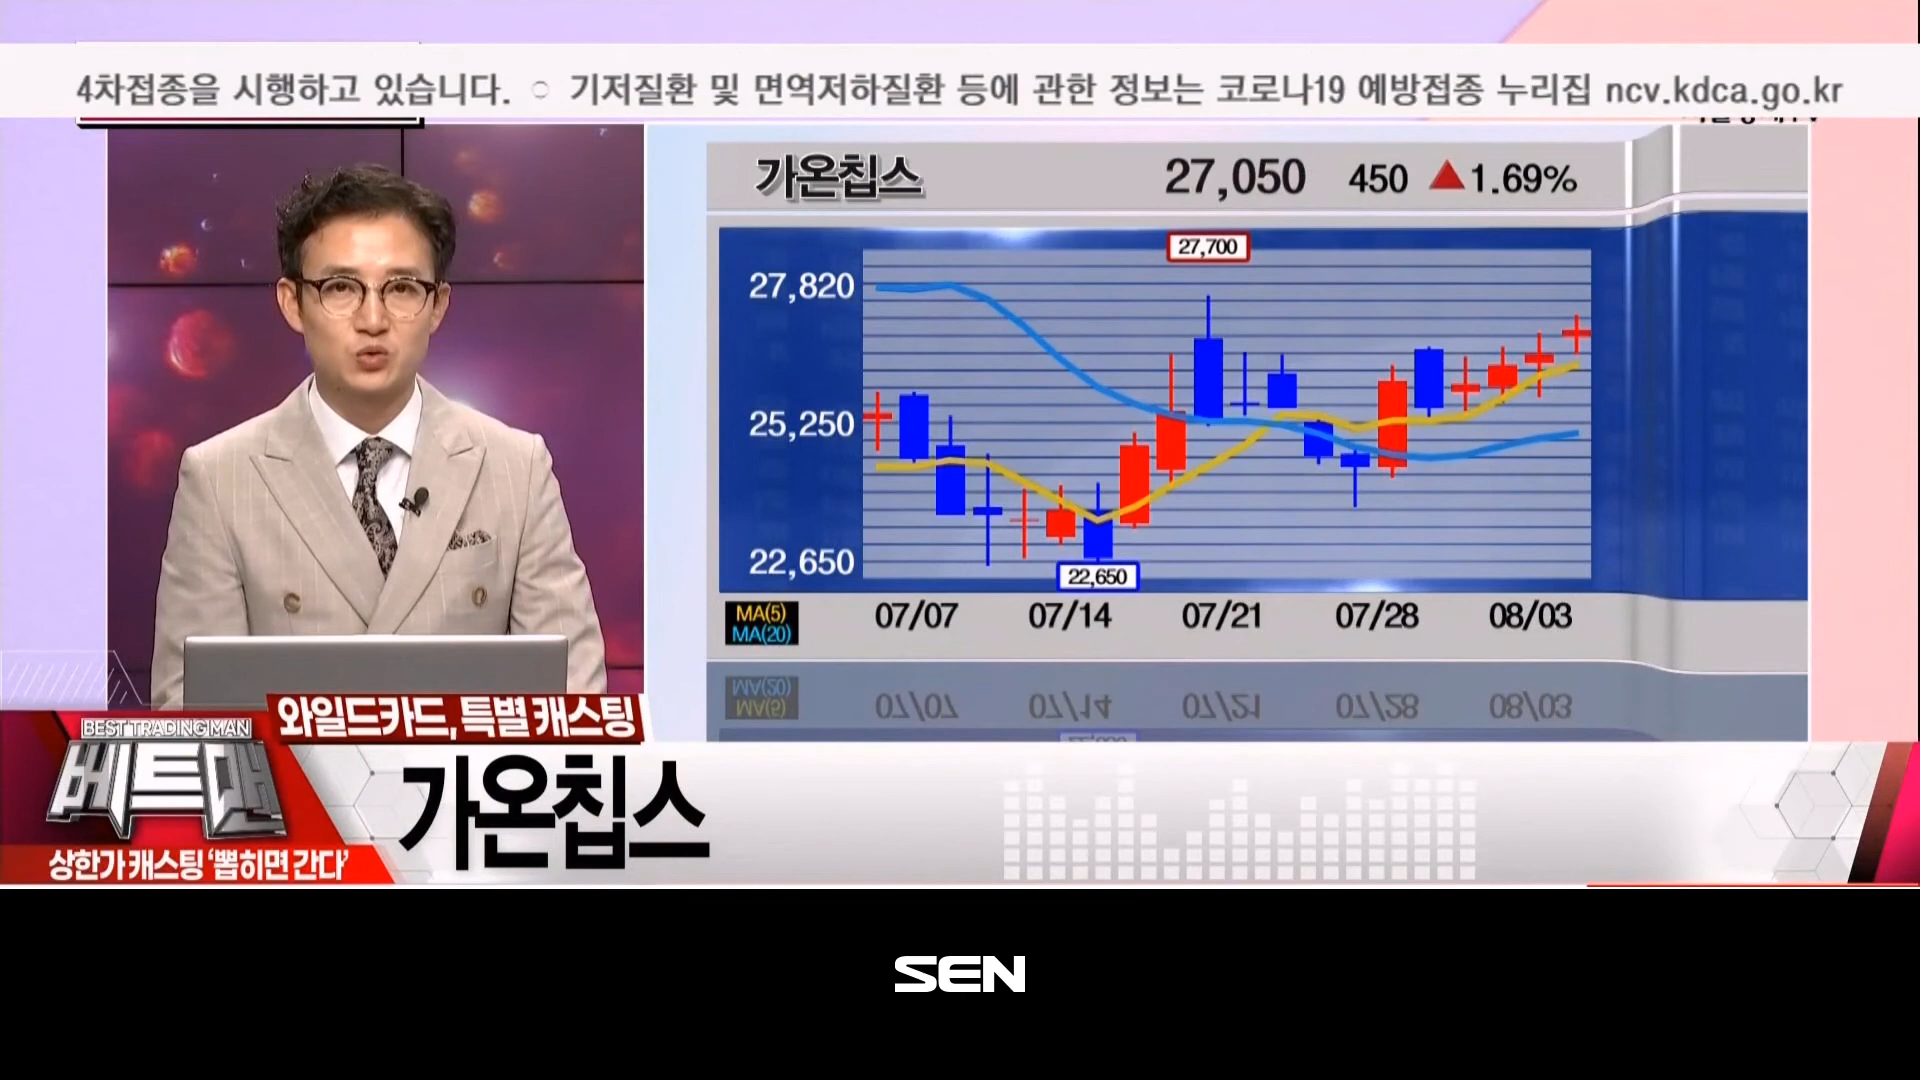 4차접종을 시행하고 있습니다. ○ 기저질환 및 면역저하질환 등에 관한 정보는 코로나19 예방접종 누리집 ncv.kdca.go.kr
가온칩스 27,050 450 ▲1.69%
27,700
27,820
25,250
22,650
22,650
MA(5)
MA(20)
07/07 07/14 07/21 07/28 08/03
와일드카드, 특별 캐스팅
BEST TRADING MAN
베트맨
가온칩스
상한가 캐스팅 '뽑히면 간다'
SEN